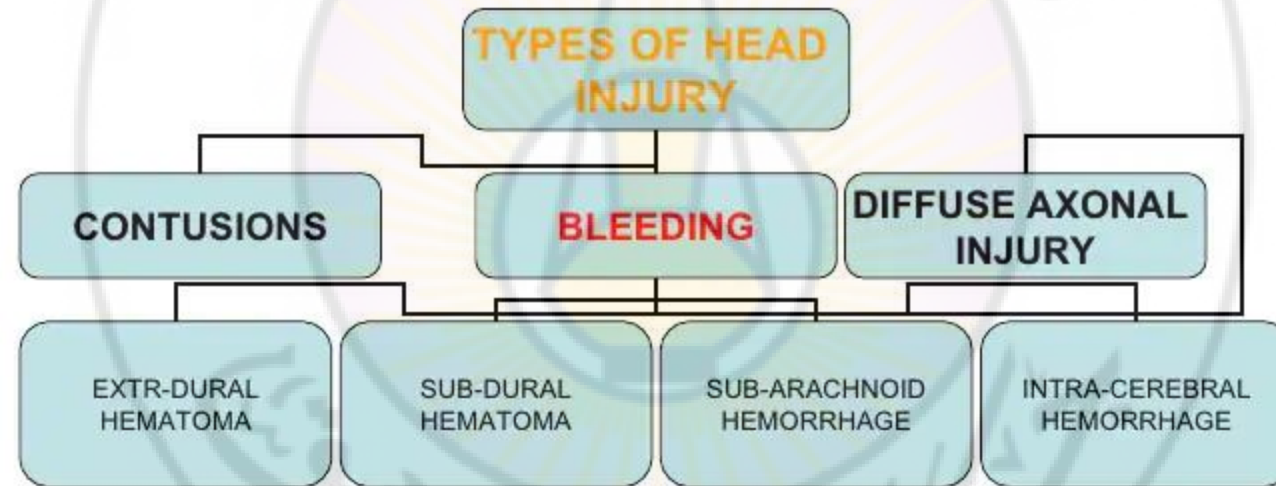 TYPES OF HEAD
INJURY
CONTUSIONS
BLEEDING
DIFFUSE AXONAL
INJURY
EXTR-DURAL
HEMATOMA
SUB-DURAL
HEMATOMA
SUB-ARACHNOID
HEMORRHAGE
INTRA-CEREBRAL
HEMORRHAGE